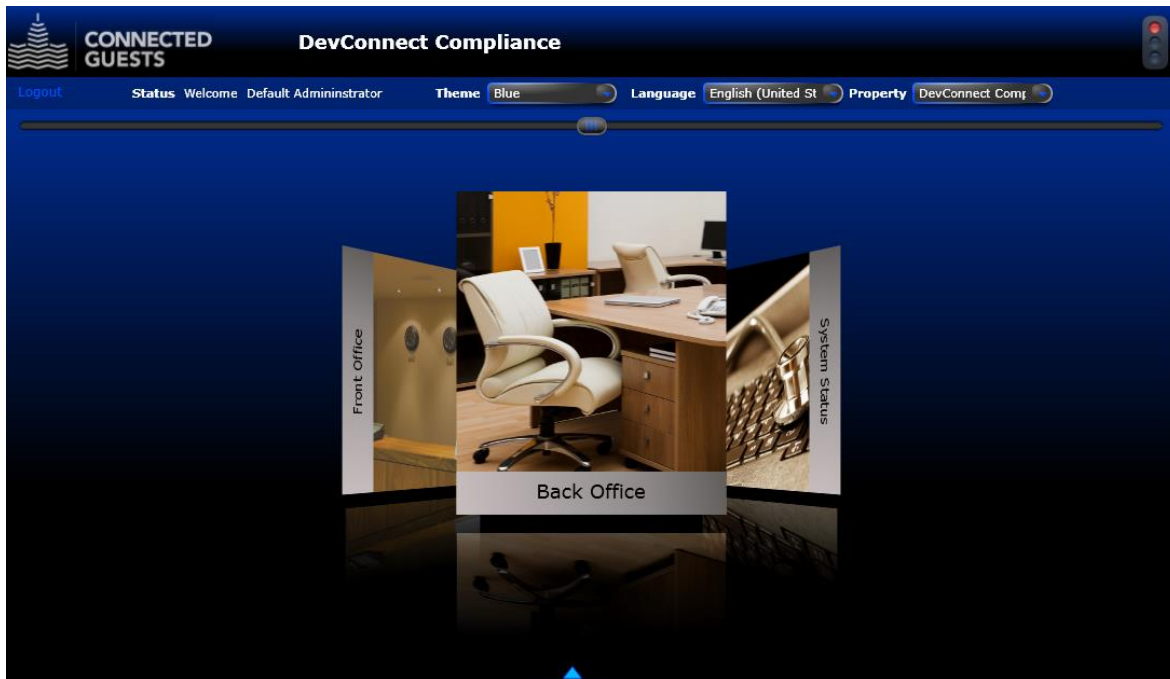 CONNECTED
GUESTS
DevConnect Compliance
Logout Status Welcome Default Admininstrator Theme Blue Language English (United St Property DevConnect Comp
Front Office
Back Office
System Status